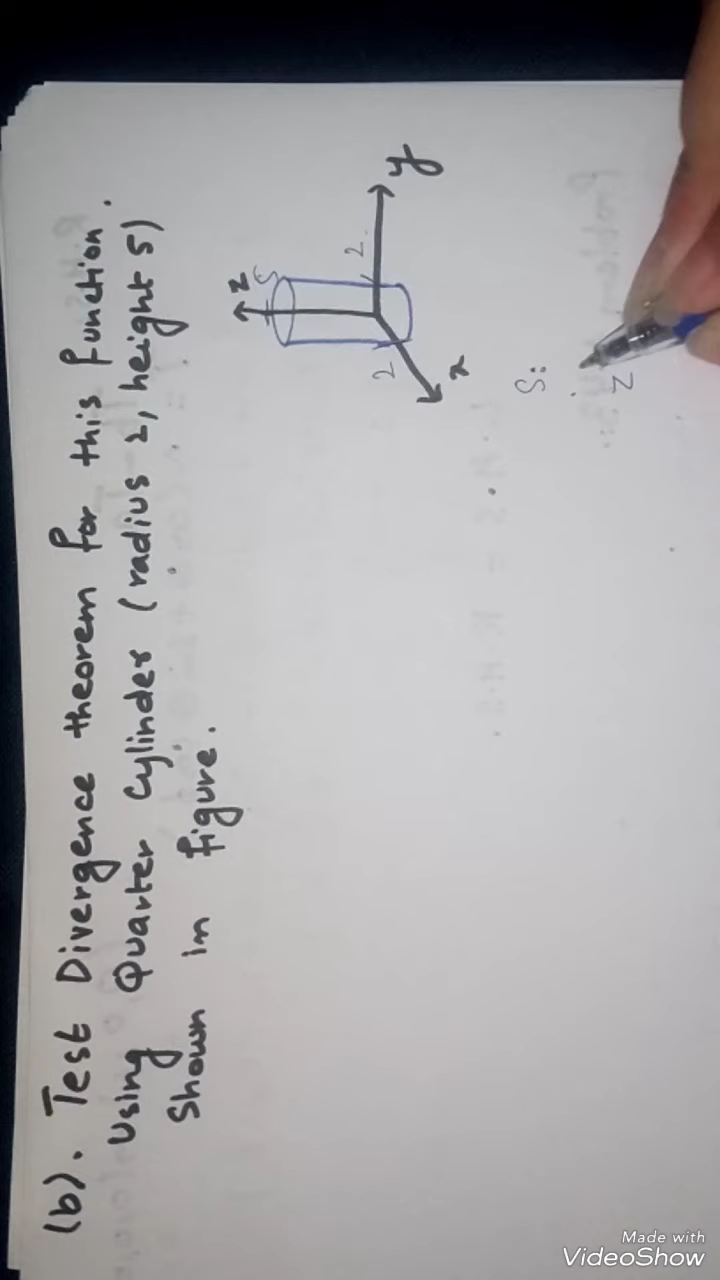 (b). Test Divergence theorem for this function.
Using Quarter Cylinder (radius 2, height 5)
Shown in figure.
z
5
2
y
2
x
S:
z
Made with
VideoShow